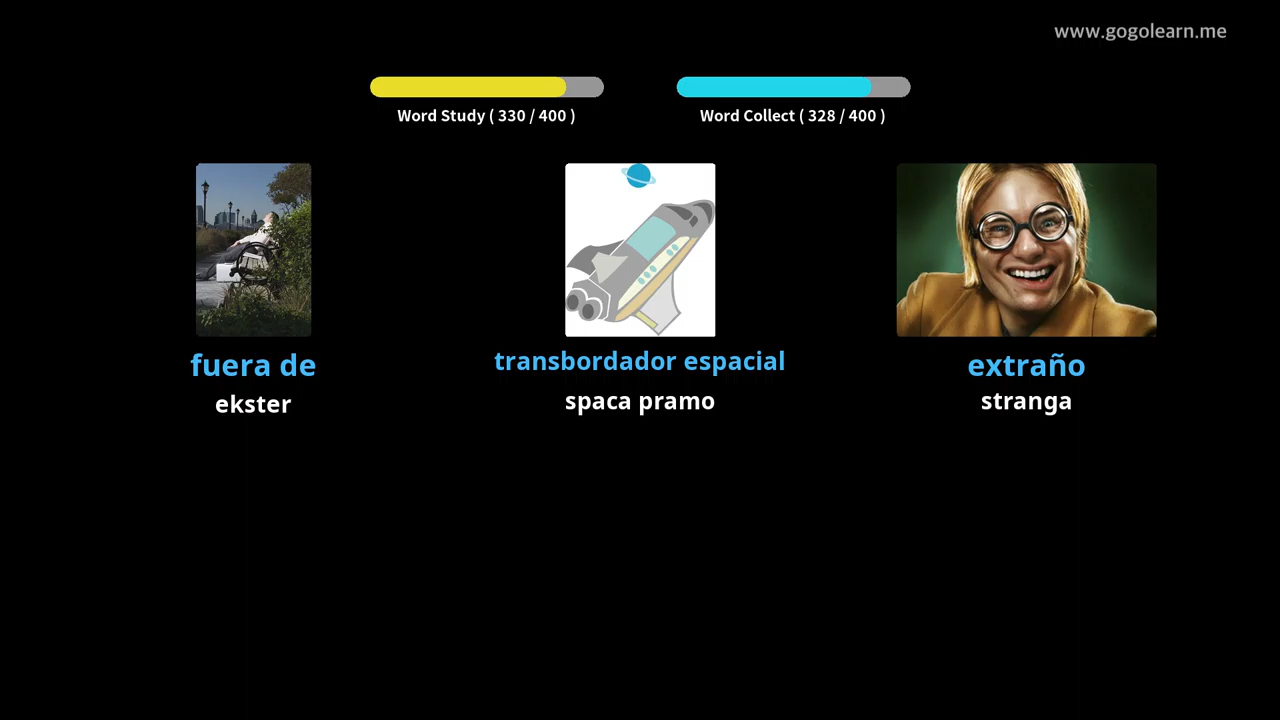 www.gogolearn.me
Word Study ( 330 / 400 )
Word Collect ( 328 / 400 )
fuera de
ekster
transbordador espacial
spaca pramo
extraño
stranga